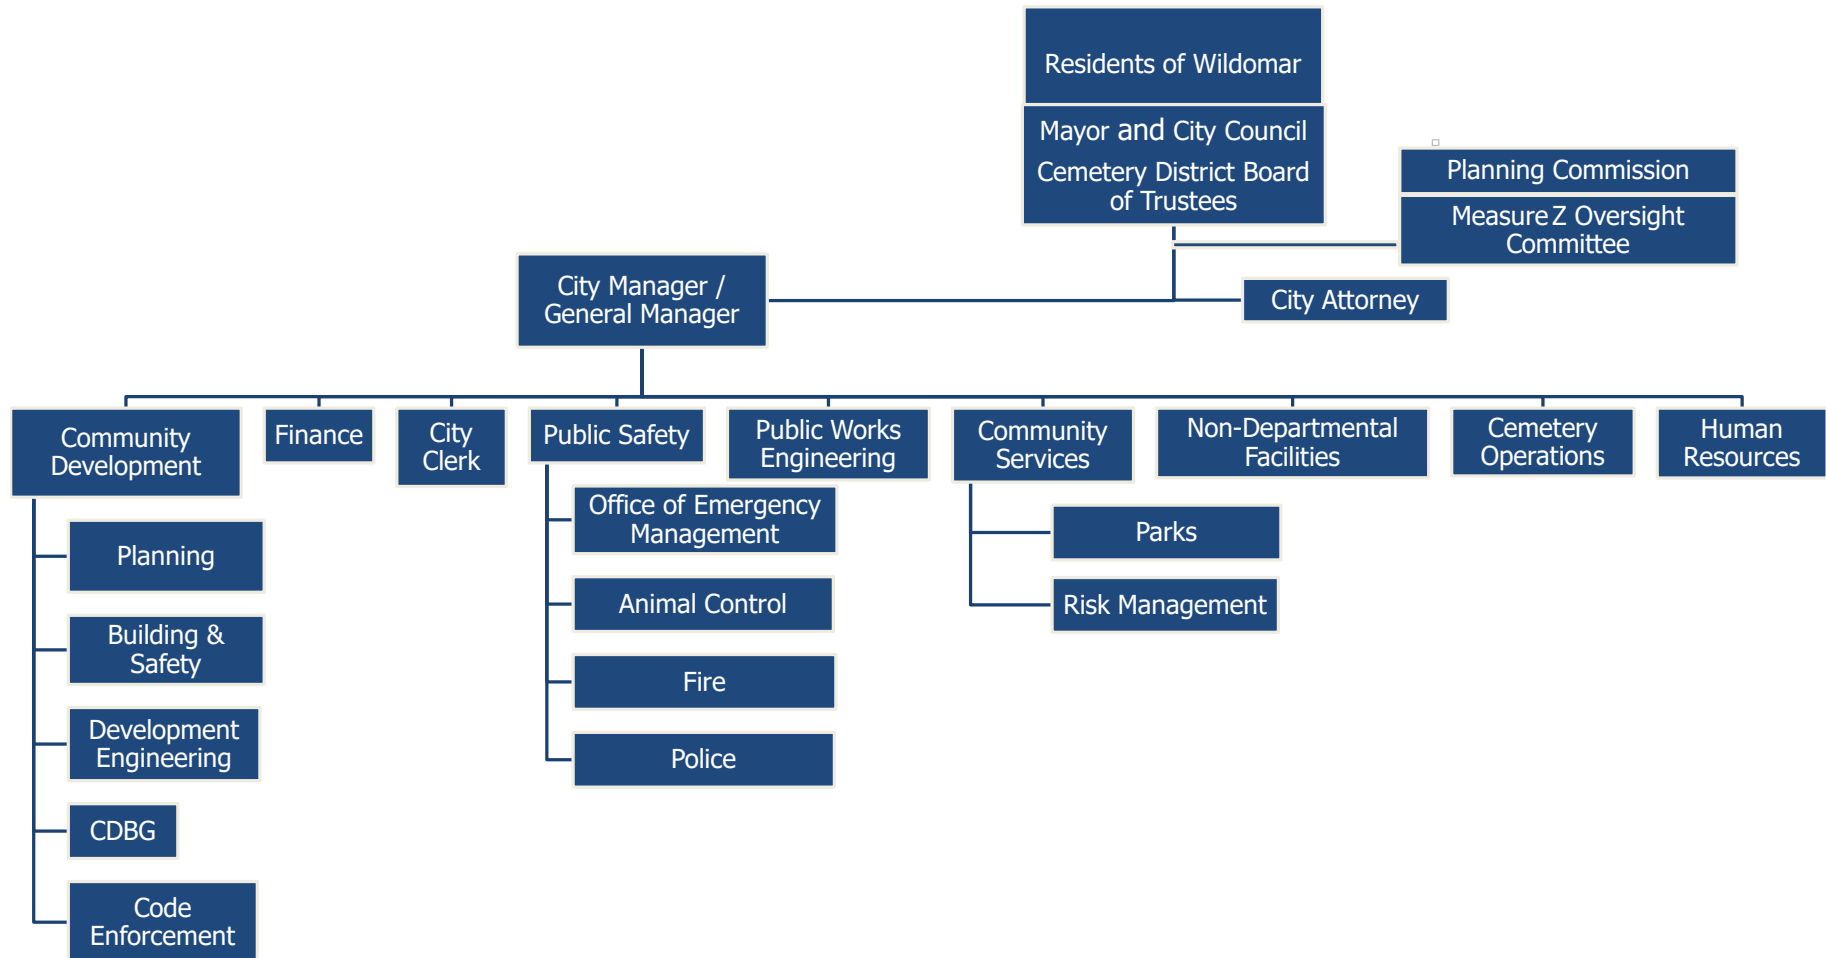 Residents of Wildomar
Mayor and City Council
Cemetery District Board
of Trustees
Planning Commission
Measure Z Oversight
Committee
City Manager /
General Manager
City Attorney
Community
Development
Finance
City
Clerk
Public Safety
Public Works
Engineering
Community
Services
Non-Departmental
Facilities
Cemetery
Operations
Human
Resources
Planning
Building &
Safety
Development
Engineering
CDBG
Code
Enforcement
Office of Emergency
Management
Animal Control
Fire
Police
Parks
Risk Management